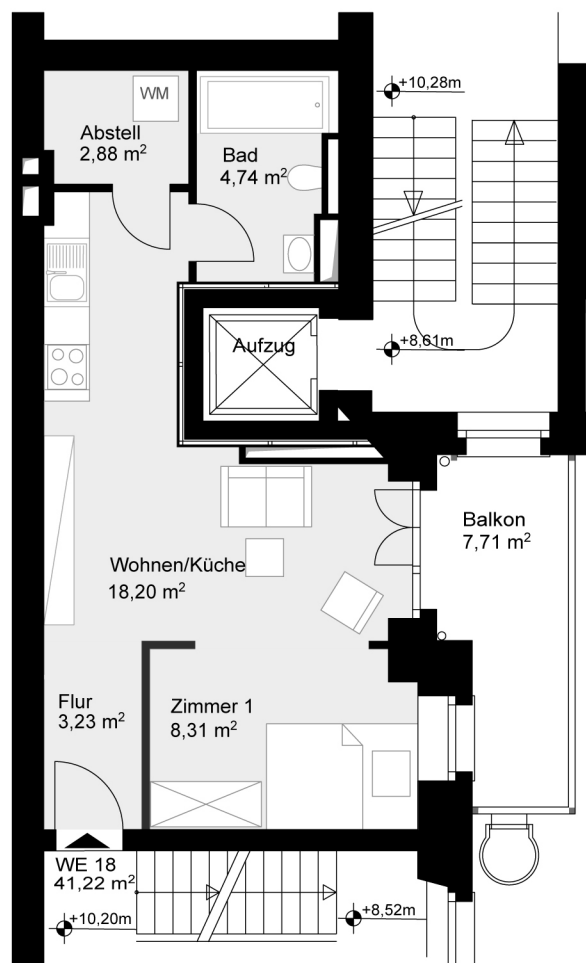 +10,28m
WM
Abstell
2,88 m²
Bad
4,74 m²
Aufzug
+8,61m
Balkon
7,71 m²
Wohnen/Küche
18,20 m²
Flur
3,23 m²
Zimmer 1
8,31 m²
WE 18
41,22 m²
+10,20m
+8,52m